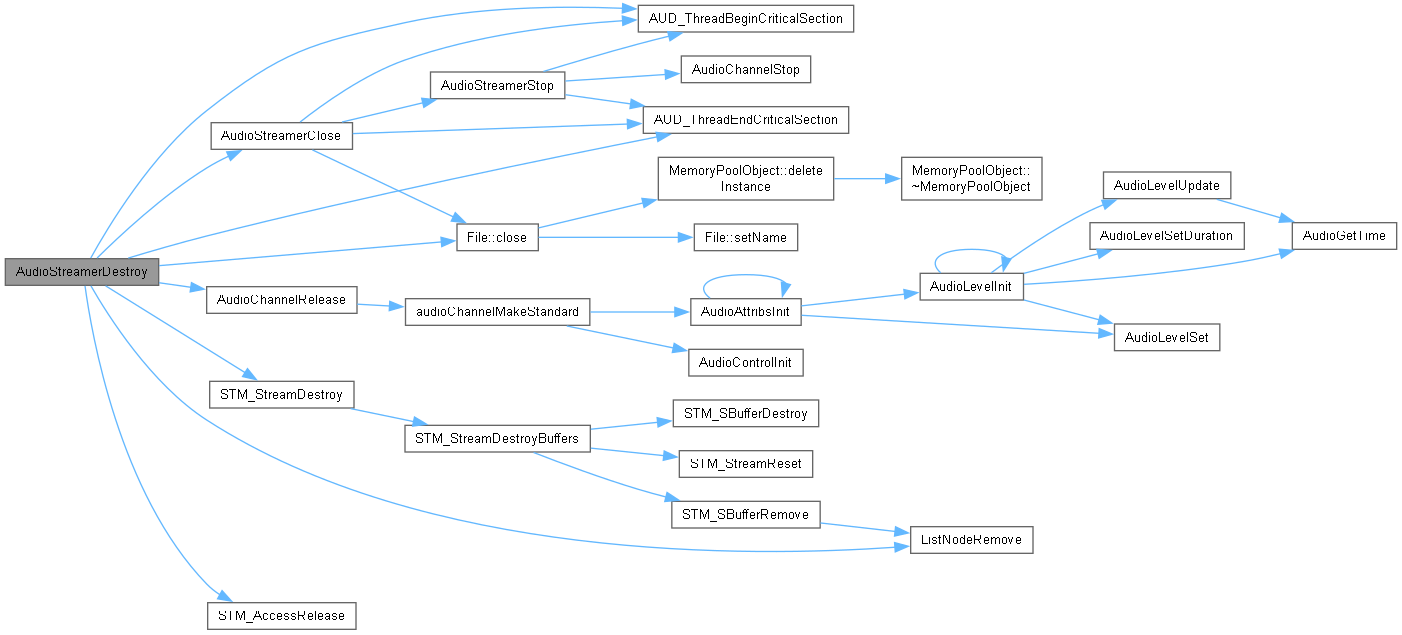 AUD_ThreadBeginCriticalSection
AudioChannelStop
AudioStreamerStop
AUD_ThreadEndCriticalSection
AudioStreamerClose
MemoryPoolObject::delete
Instance
MemoryPoolObject::
~MemoryPoolObject
AudioLevelUpdate
File::close
File::setName
AudioLevelSetDuration
AudioGetTime
AudioStreamerDestroy
AudioChannelRelease
audioChannelMakeStandard
AudioAttribsInit
AudioLevelInit
AudioLevelSet
AudioControlInit
STM_StreamDestroy
STM_SBufferDestroy
STM_StreamDestroyBuffers
STM_StreamReset
STM_SBufferRemove
ListNodeRemove
STM_AccessRelease